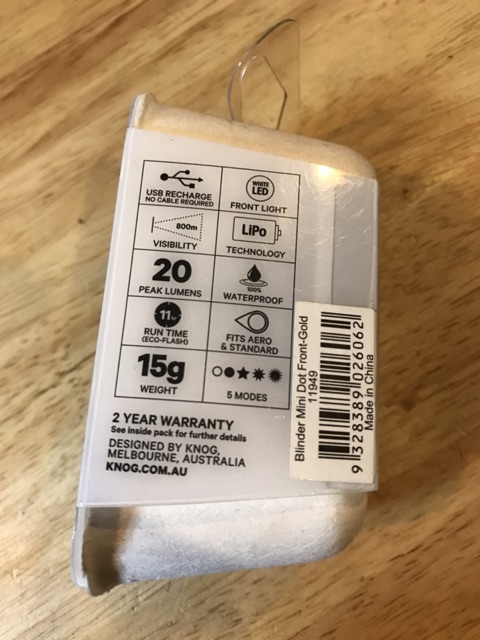 USB RECHARGE
NO CABLE REQUIRED
WHITE
LED
FRONT LIGHT
800m
VISIBILITY
LiPo
TECHNOLOGY
20
PEAK LUMENS
100%
WATERPROOF
11hr
RUN TIME
(ECO-FLASH)
FITS AERO
& STANDARD
15g
WEIGHT
5 MODES
2 YEAR WARRANTY
See inside pack for further details
DESIGNED BY KNOG,
MELBOURNE, AUSTRALIA
KNOG.COM.AU
Blinder Mini Dot Front-Gold
11949
9 328389 026062
Made in China